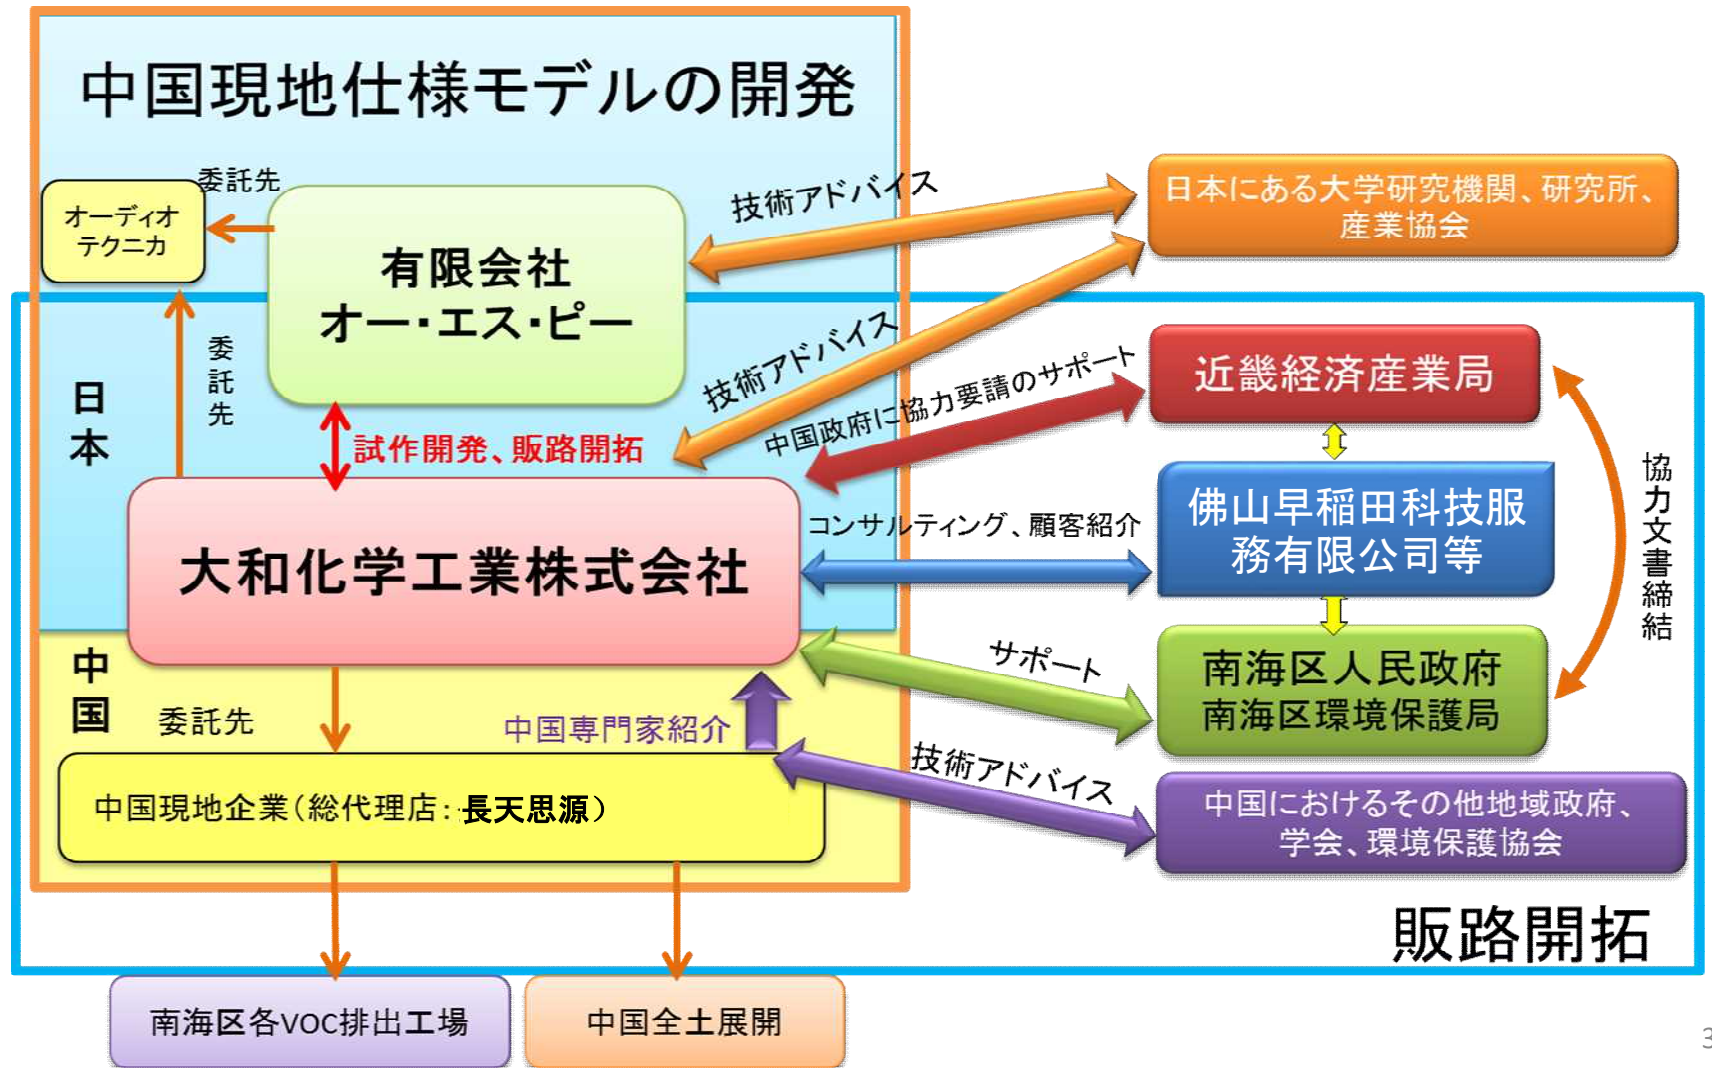 中国現地仕様モデルの開発
委託先
オーディオ
テクニカ
有限会社
オー・エス・ピー
技術アドバイス
日本にある大学研究機関、研究所、
産業協会
日本
委託先
試作開発、販路開拓
技術アドバイス
中国政府に協力要請のサポート
近畿経済産業局
協力文書締結
大和化学工業株式会社
コンサルティング、顧客紹介
佛山早稲田科技服
務有限公司等
中国
委託先
中国専門家紹介
サポート
南海区人民政府
南海区環境保護局
中国現地企業（総代理店：長天思源）
技術アドバイス
中国におけるその他地域政府、
学会、環境保護協会
販路開拓
南海区各VOC排出工場
中国全土展開
3